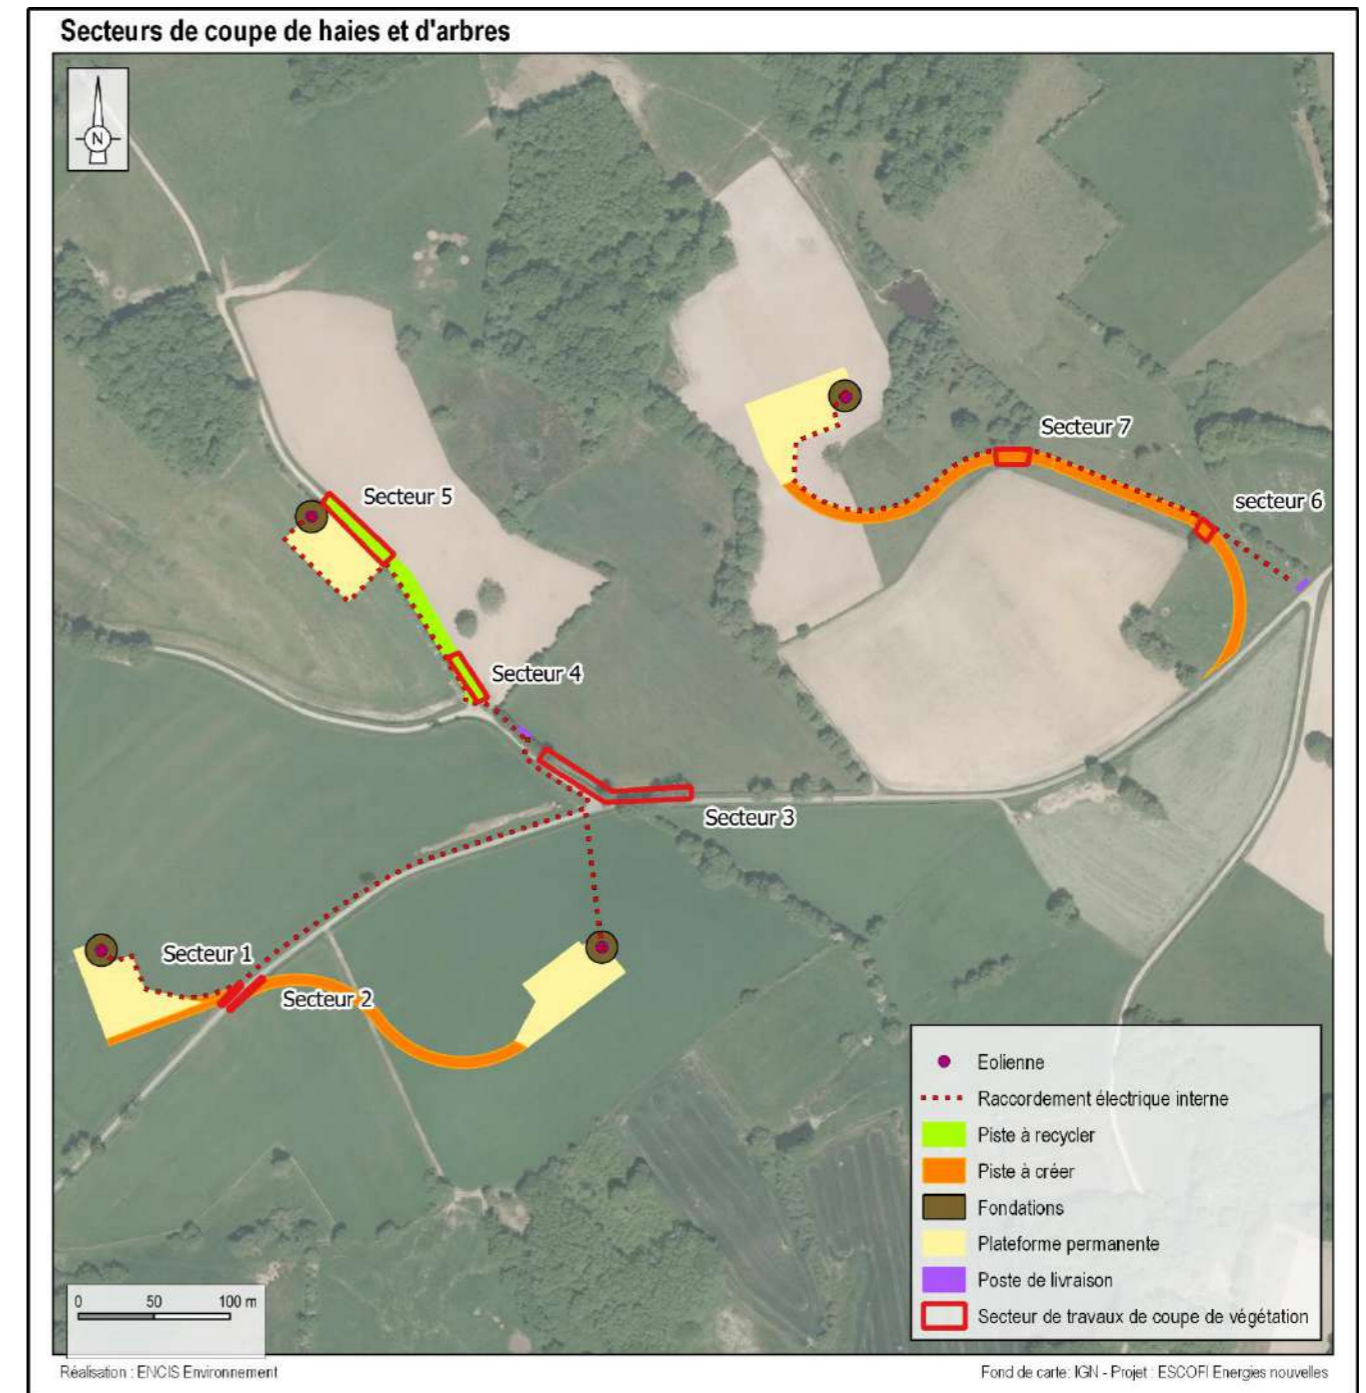 Secteurs de coupe de haies et d'arbres
N
Secteur 7
Secteur 5
secteur 6
Secteur 4
Secteur 3
Secteur 1
Secteur 2
Eolienne
Raccordement électrique interne
Piste à recycler
Piste à créer
Fondations
Plateforme permanente
Poste de livraison
Secteur de travaux de coupe de végétation
0 50 100 m
Réalisation : ENCIS Environnement
Fond de carte: IGN - Projet : ESCOFI Energies nouvelles